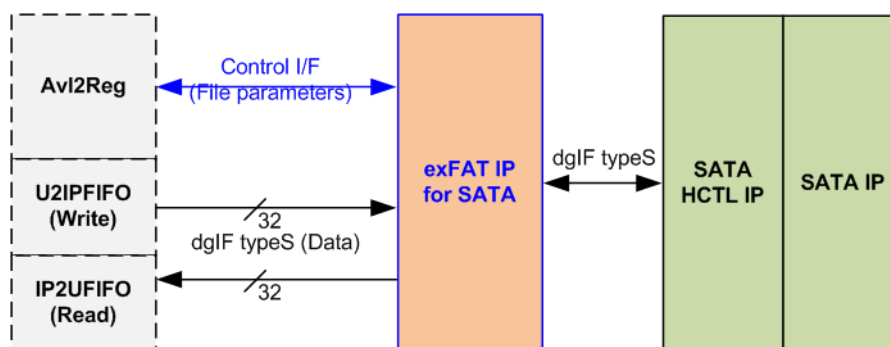 Avl2Reg
Control I/F
(File parameters)
U2IPFIFO
(Write)
32
dgIF typeS (Data)
IP2UFIFO
(Read)
32
exFAT IP
for SATA
dgIF typeS
SATA
HCTL IP
SATA IP